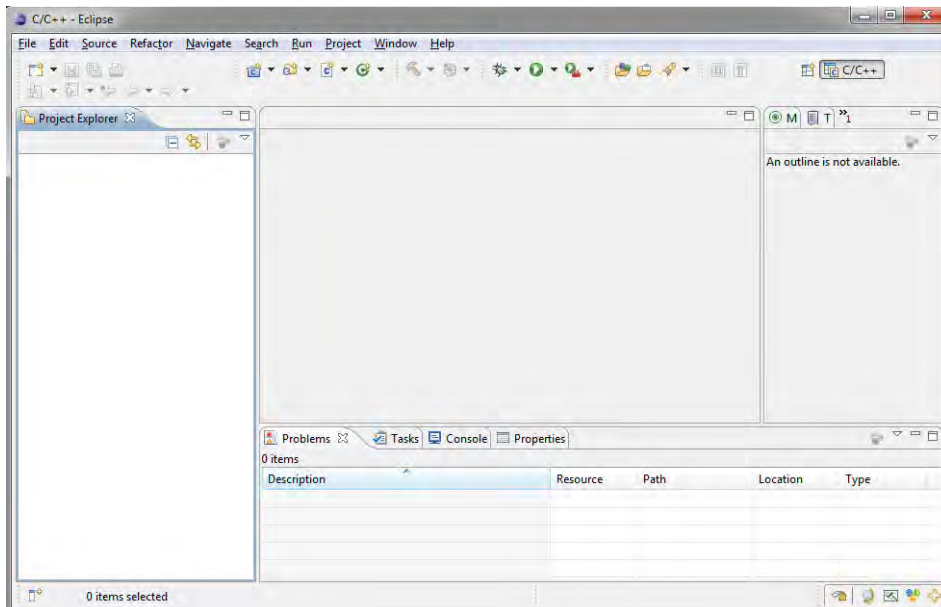 C/C++ - Eclipse
File Edit Source Refactor Navigate Search Run Project Window Help
C/C++
Project Explorer
M T »1
An outline is not available.
Problems Tasks Console Properties
0 items
Description Resource Path Location Type
0 items selected